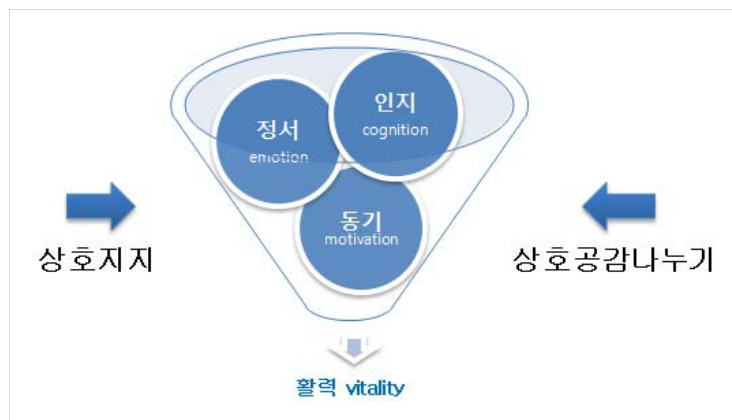 인지
cognition
정서
emotion
동기
motivation
상호지지
상호공감나누기
활력 vitality